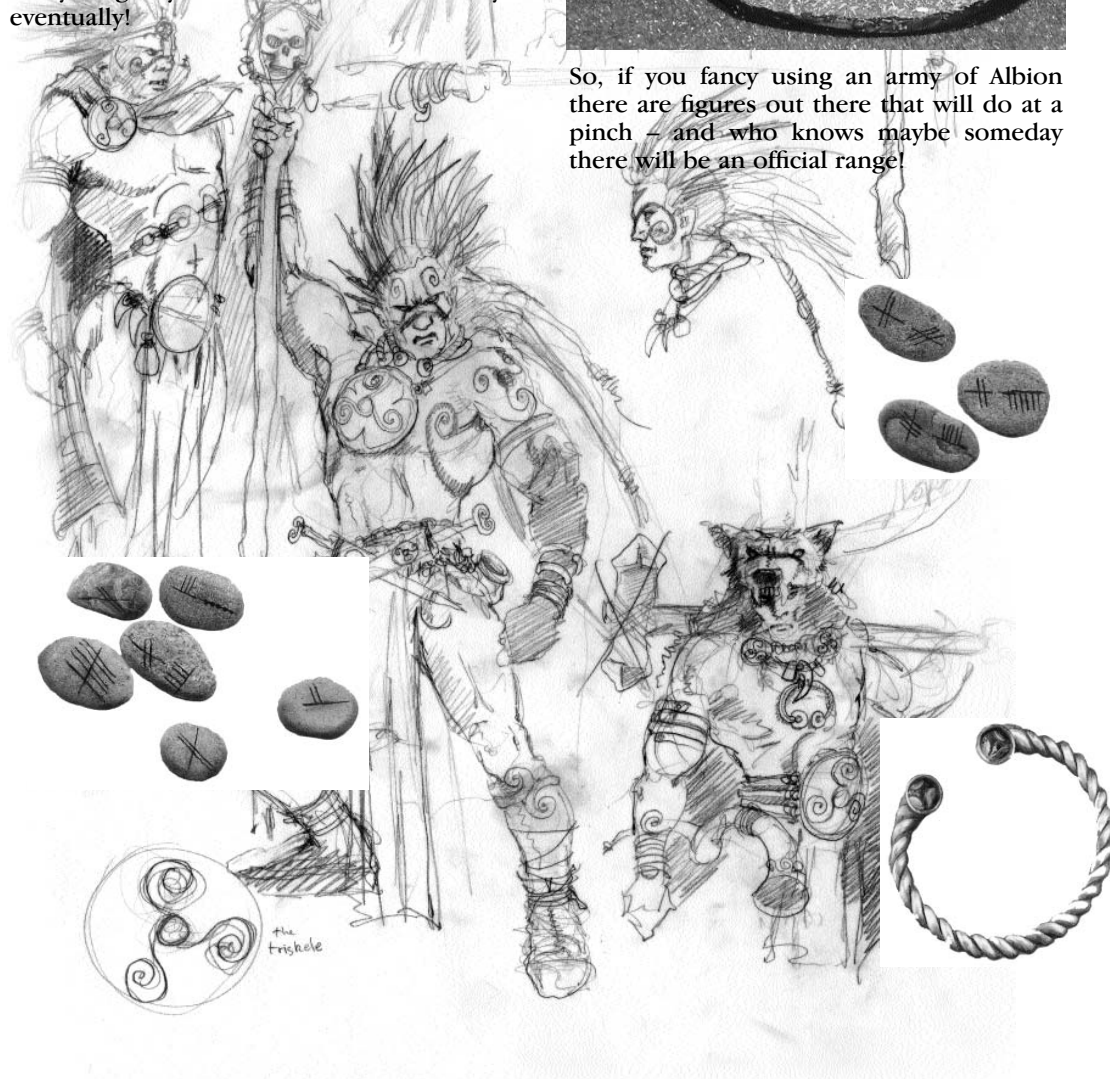 eventually!
So, if you fancy using an army of Albion
there are figures out there that will do at a
pinch – and who knows maybe someday
there will be an official range!
the
triskele